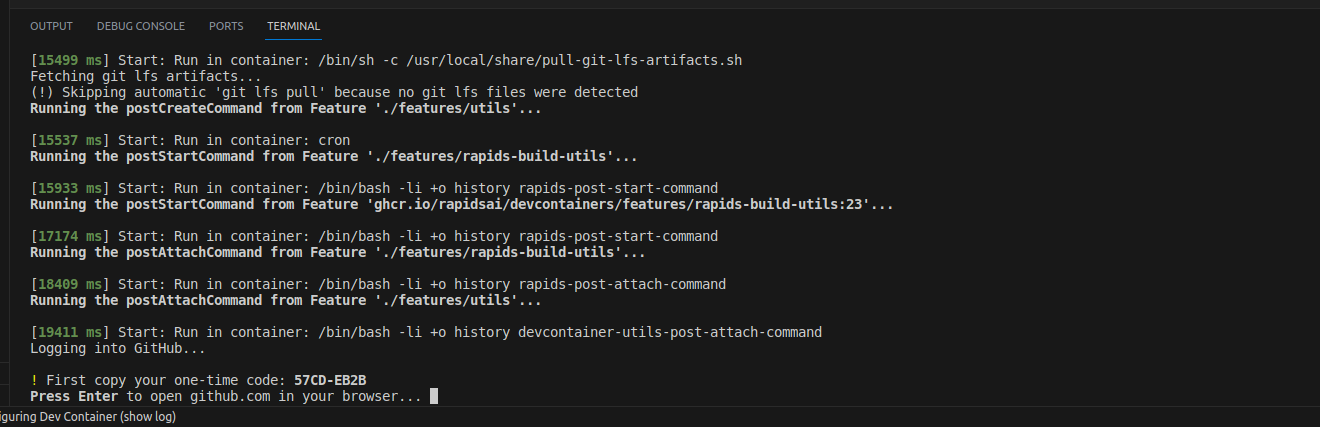 OUTPUT DEBUG CONSOLE PORTS TERMINAL
[15499 ms] Start: Run in container: /bin/sh -c /usr/local/share/pull-git-lfs-artifacts.sh
Fetching git lfs artifacts...
(!) Skipping automatic 'git lfs pull' because no git lfs files were detected
Running the postCreateCommand from Feature './features/utils'...
[15537 ms] Start: Run in container: cron
Running the postStartCommand from Feature './features/rapids-build-utils'...
[15933 ms] Start: Run in container: /bin/bash -li +o history rapids-post-start-command
Running the postStartCommand from Feature 'ghcr.io/rapidsai/devcontainers/features/rapids-build-utils:23'...
[17174 ms] Start: Run in container: /bin/bash -li +o history rapids-post-start-command
Running the postAttachCommand from Feature './features/rapids-build-utils'...
[18409 ms] Start: Run in container: /bin/bash -li +o history rapids-post-attach-command
Running the postAttachCommand from Feature './features/utils'...
[19411 ms] Start: Run in container: /bin/bash -li +o history devcontainer-utils-post-attach-command
Logging into GitHub...
! First copy your one-time code: 57CD-EB2B
Press Enter to open github.com in your browser...
iguring Dev Container (show log)